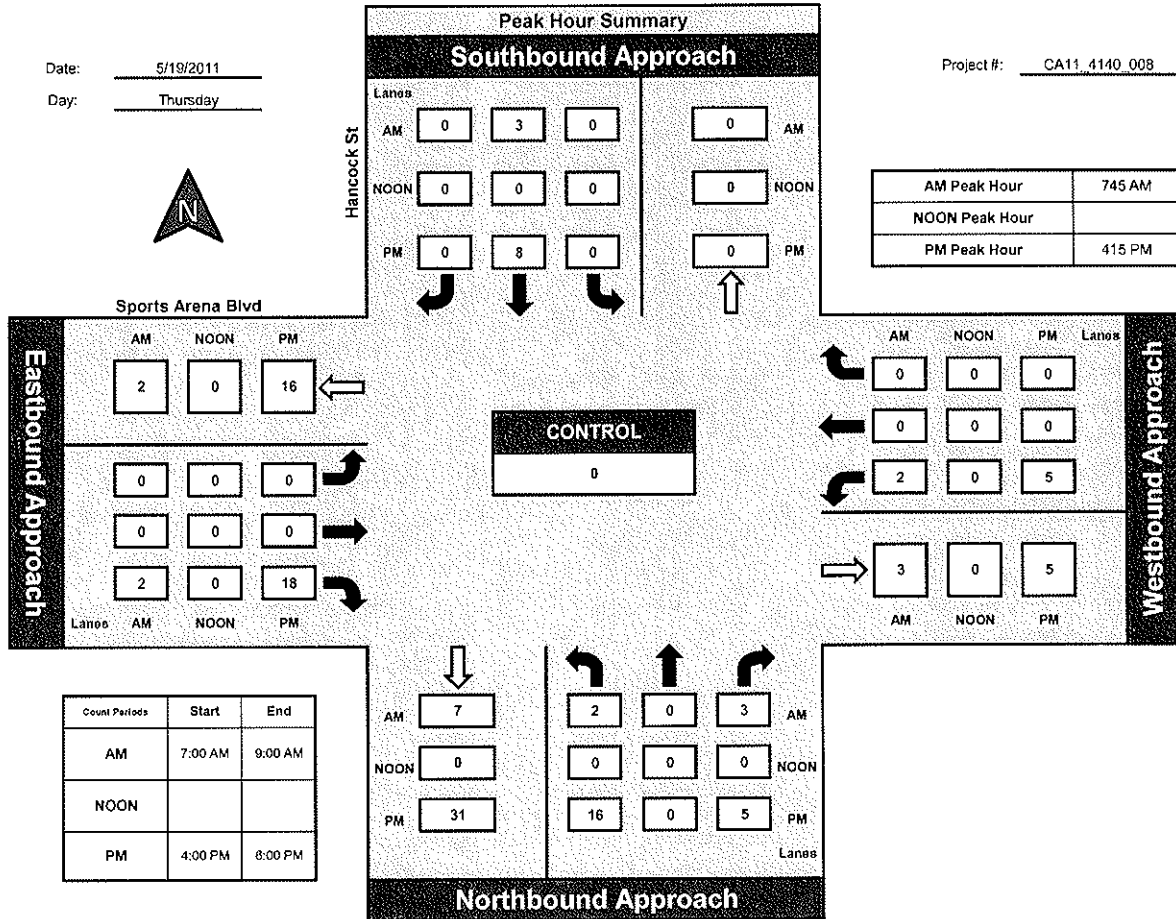 Peak Hour Summary
Southbound Approach
Date: 5/19/2011
Day: Thursday
Project #: CA11_4140_008
Hancock St
Lanes
AM 0 3 0 0 AM
NOON 0 0 0 0 NOON
PM 0 8 0 0 PM
N
AM Peak Hour 745 AM
NOON Peak Hour
PM Peak Hour 415 PM
Sports Arena Blvd
Eastbound Approach
AM NOON PM
2 0 16
0 0 0
0 0 0
2 0 18
Lanes AM NOON PM
CONTROL
0
Westbound Approach
AM NOON PM Lanes
0 0 0
0 0 0
2 0 5
3 0 5
AM NOON PM
Count Periods Start End
AM 7:00 AM 9:00 AM
NOON
PM 4:00 PM 6:00 PM
AM 7 2 0 3 AM
NOON 0 0 0 0 NOON
PM 31 16 0 5 PM
Lanes
Northbound Approach